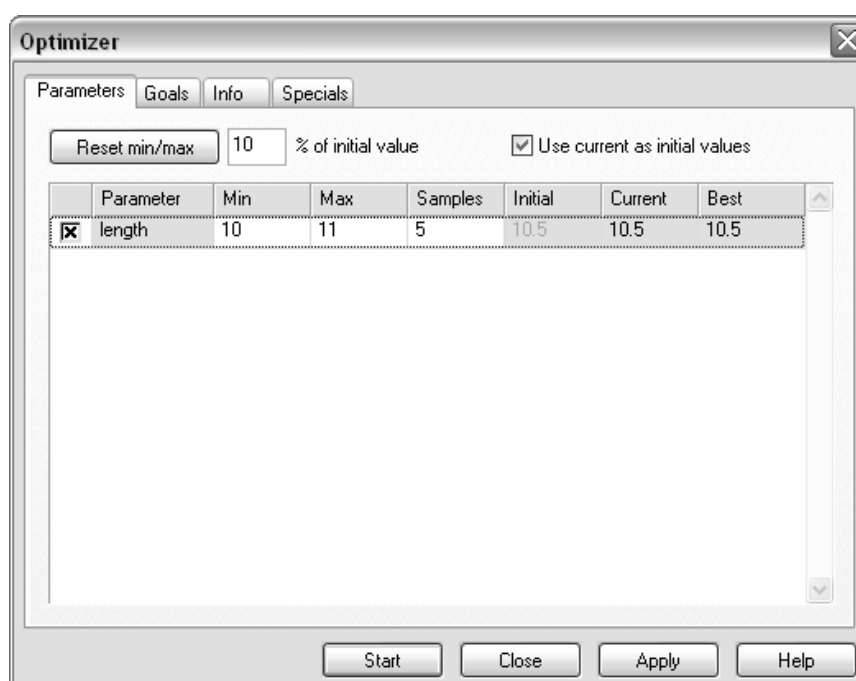 Optimizer
Parameters Goals Info Specials
Reset min/max 10 % of initial value Use current as initial values
Parameter Min Max Samples Initial Current Best
length 10 11 5 10.5 10.5 10.5
Start Close Apply Help